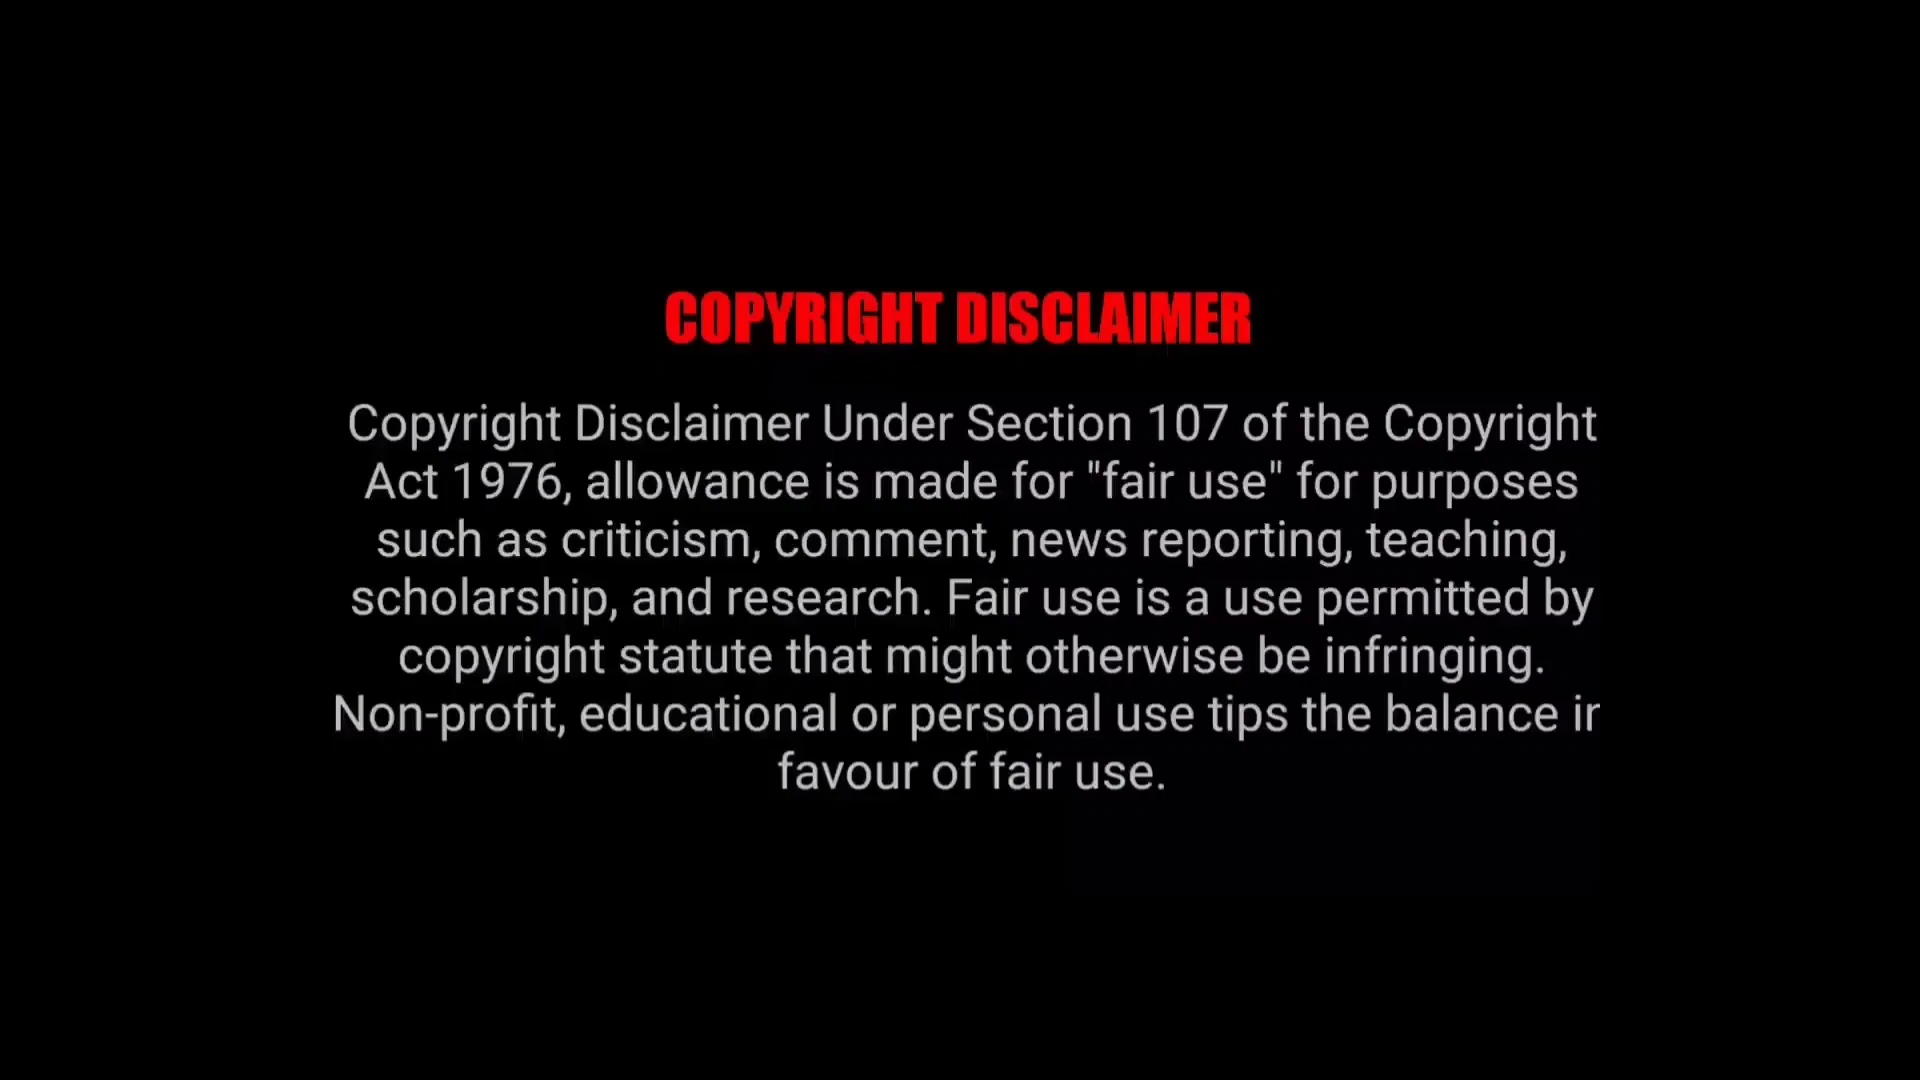 COPYRIGHT DISCLAIMER
Copyright Disclaimer Under Section 107 of the Copyright
Act 1976, allowance is made for "fair use" for purposes
such as criticism, comment, news reporting, teaching,
scholarship, and research. Fair use is a use permitted by
copyright statute that might otherwise be infringing.
Non-profit, educational or personal use tips the balance ir
favour of fair use.